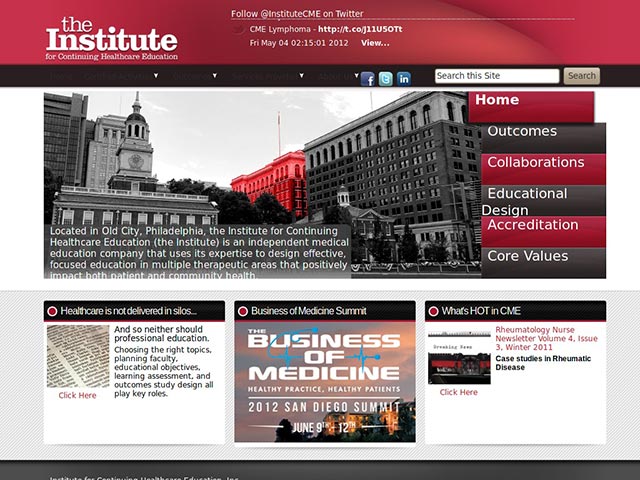 the
Institute
for Continuing Healthcare Education
Follow @InstituteCME on Twitter
CME Lymphoma - http://t.co/J11U5OTt
Fri May 04 02:15:01 2012 View...
Home
About Us
Search this Site
Search
Home
Outcomes
Collaborations
Educational
Design
Accreditation
Core Values
Located in Old City, Philadelphia, the Institute for Continuing
Healthcare Education (the Institute) is an independent medical
education company that uses its expertise to design effective,
focused education in multiple therapeutic areas that positively
impact both patient and community health.
Healthcare is not delivered in silos...
And so neither should
professional education.
Choosing the right topics,
planning faculty,
educational objectives,
learning assessment, and
outcomes study design all
play key roles.
Click Here
Business of Medicine Summit
THE
BUSINESS
OF
MEDICINE
HEALTHY PRACTICE, HEALTHY PATIENTS
2012 SAN DIEGO SUMMIT
JUNE 9TH - 12TH
What's HOT in CME
Breaking News
Rheumatology Nurse
Newsletter Volume 4, Issue
3, Winter 2011
Case studies in Rheumatic
Disease
Click Here
Institute for Continuing Healthcare Education, Inc.